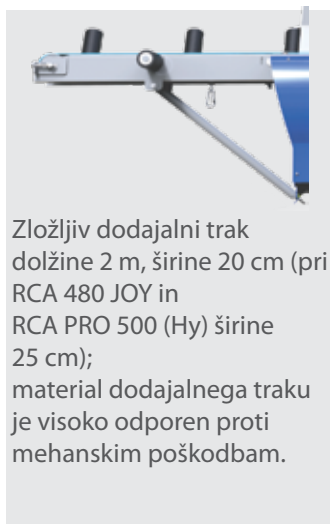 Zložljiv dodajalni trak
dolžine 2 m, širine 20 cm (pri
RCA 480 JOY in
RCA PRO 500 (Hy) širine
25 cm);
material dodajalnega traku
je visoko odporen proti
mehanskim poškodbam.